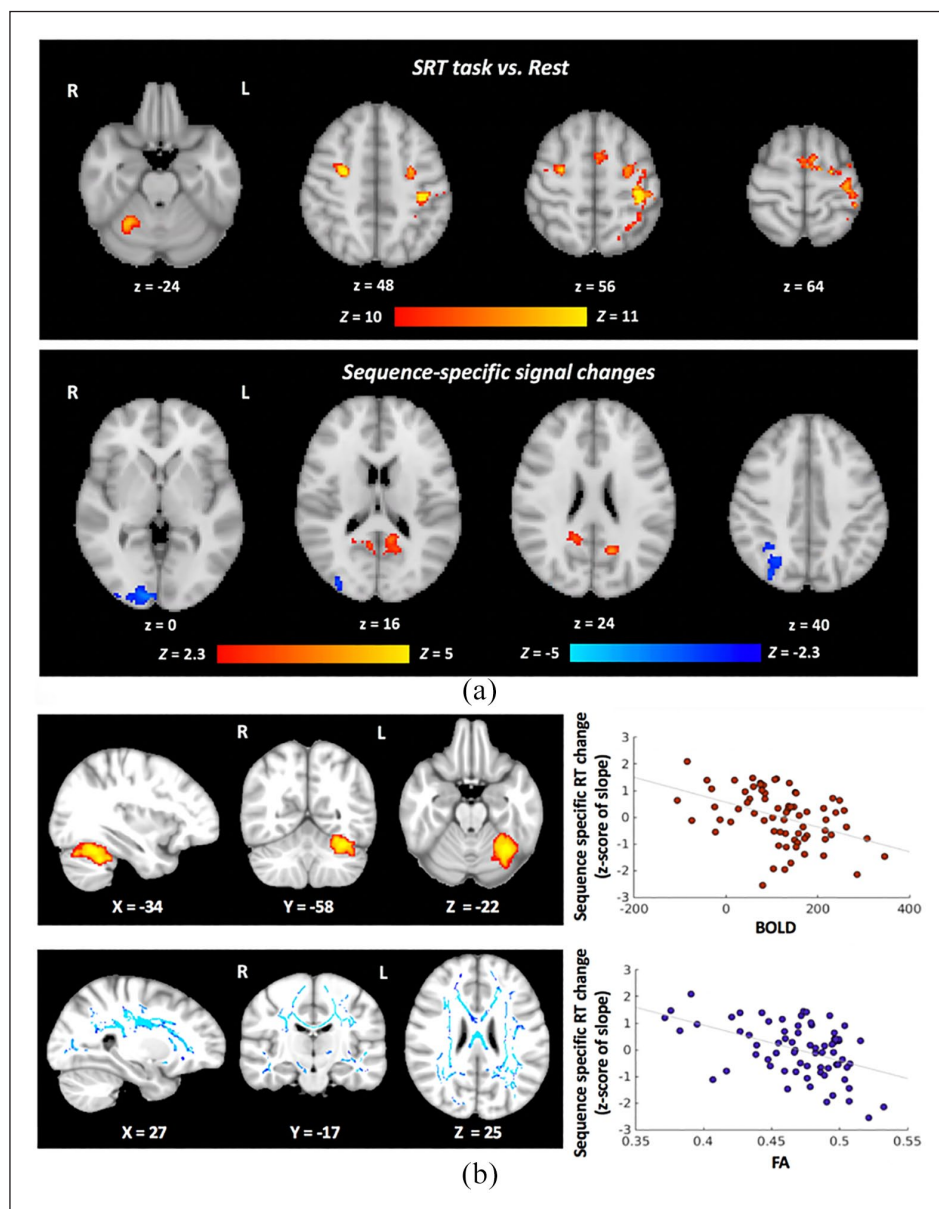 SRT task vs. Rest
R L
z = -24 z = 48 z = 56 z = 64
Z = 10 Z = 11
Sequence-specific signal changes
R L
z = 0 z = 16 z = 24 z = 40
Z = 2.3 Z = 5 Z = -5 Z = -2.3
(a)
R L
X = -34 Y = -58 Z = -22
Sequence specific RT change
(z-score of slope)
3
2
1
0
-1
-2
-3
-200 0 200 400
BOLD
R L
X = 27 Y = -17 Z = 25
Sequence specific RT change
(z-score of slope)
3
2
1
0
-1
-2
-3
0.35 0.4 0.45 0.5 0.55
FA
(b)